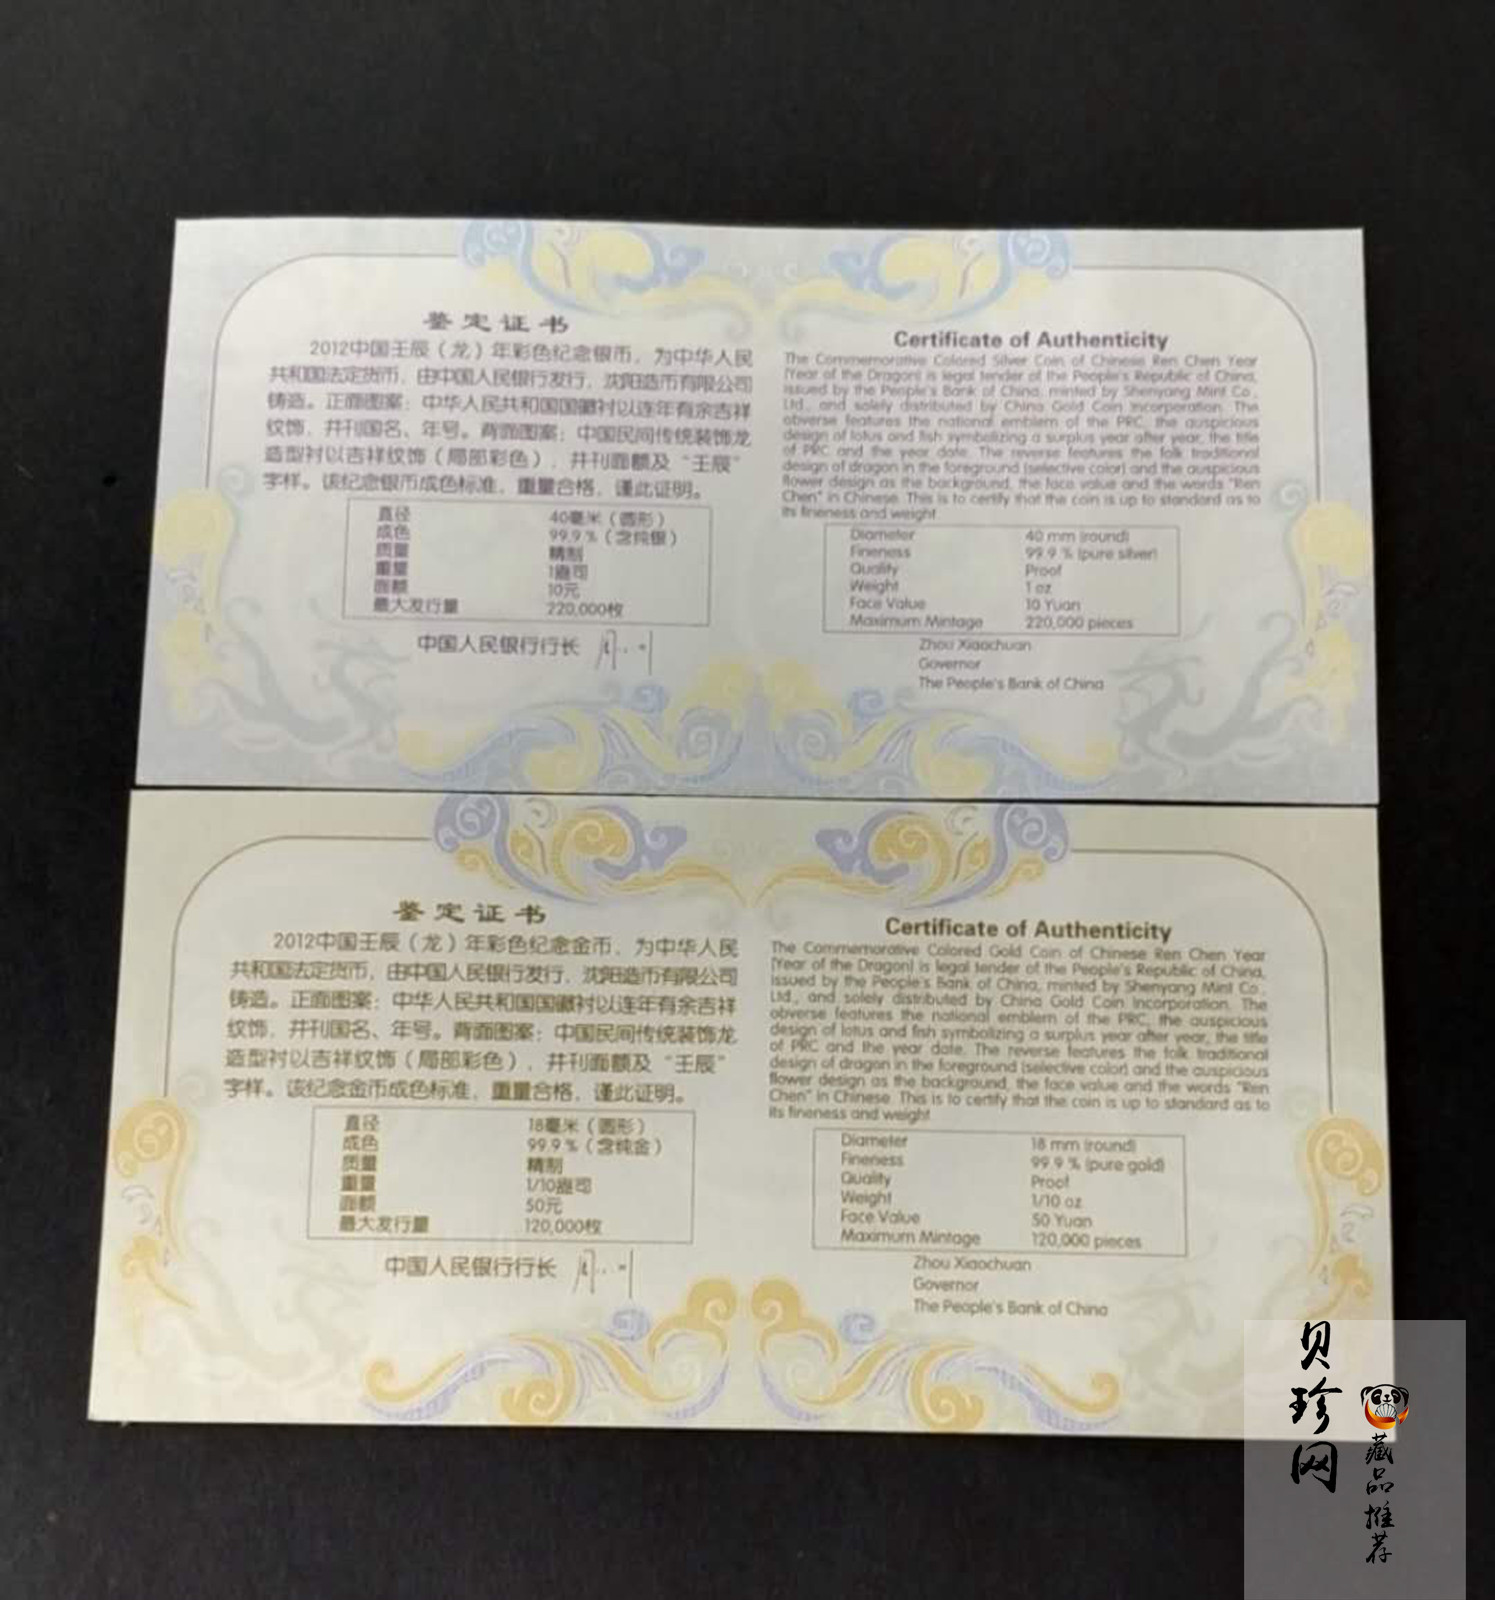 鉴定证书
2012中国壬辰（龙）年彩色纪念银币，为中华人民
共和国法定货币，由中国人民银行发行，沈阳造币有限公司
铸造。正面图案：中华人民共和国国徽衬以连年有余吉祥
纹饰，并刊国名、年号。背面图案：中国民间传统装饰龙
造型衬以吉祥纹饰（局部彩色），并刊面额及“壬辰”
字样。该纪念银币成色标准，重量合格，谨此证明。
直径 40毫米（圆形）
成色 99.9%（含纯银）
质量 精制
重量 1盎司
面额 10元
最大发行量 220,000枚
中国人民银行行长
Certificate of Authenticity
The Commemorative Colored Silver Coin of Chinese Ren Chen Year
(Year of the Dragon) is legal tender of the People's Republic of China,
issued by the People's Bank of China, minted by Shenyang Mint Co.,
Ltd., and solely distributed by China Gold Coin Incorporation. The
obverse features the national emblem of the PRC, the auspicious
design of lotus and fish symbolizing a surplus year after year, the title
of PRC and the year date. The reverse features the folk traditional
design of dragon in the foreground (selective color) and the auspicious
flower design as the background, the face value and the words "Ren
Chen" in Chinese. This is to certify that the coin is up to standard as to
its fineness and weight.
Diameter 40 mm (round)
Fineness 99.9 % (pure silver)
Quality Proof
Weight 1 oz
Face Value 10 Yuan
Maximum Mintage 220,000 pieces
Zhou Xiaochuan
Governor
The People's Bank of China
鉴定证书
2012中国壬辰（龙）年彩色纪念金币，为中华人民
共和国法定货币，由中国人民银行发行，沈阳造币有限公司
铸造。正面图案：中华人民共和国国徽衬以连年有余吉祥
纹饰，并刊国名、年号。背面图案：中国民间传统装饰龙
造型衬以吉祥纹饰（局部彩色），并刊面额及“壬辰”
字样。该纪念金币成色标准，重量合格，谨此证明。
直径 18毫米（圆形）
成色 99.9%（含纯金）
质量 精制
重量 1/10盎司
面额 50元
最大发行量 120,000枚
中国人民银行行长
Certificate of Authenticity
The Commemorative Colored Gold Coin of Chinese Ren Chen Year
(Year of the Dragon) is legal tender of the People's Republic of China,
issued by the People's Bank of China, minted by Shenyang Mint Co.,
Ltd., and solely distributed by China Gold Coin Incorporation. The
obverse features the national emblem of the PRC, the auspicious
design of lotus and fish symbolizing a surplus year after year, the title
of PRC and the year date. The reverse features the folk traditional
design of dragon in the foreground (selective color) and the auspicious
flower design as the background, the face value and the words "Ren
Chen" in Chinese. This is to certify that the coin is up to standard as to
its fineness and weight.
Diameter 18 mm (round)
Fineness 99.9 % (pure gold)
Quality Proof
Weight 1/10 oz
Face Value 50 Yuan
Maximum Mintage 120,000 pieces
Zhou Xiaochuan
Governor
The People's Bank of China
贝珍网
藏品推荐